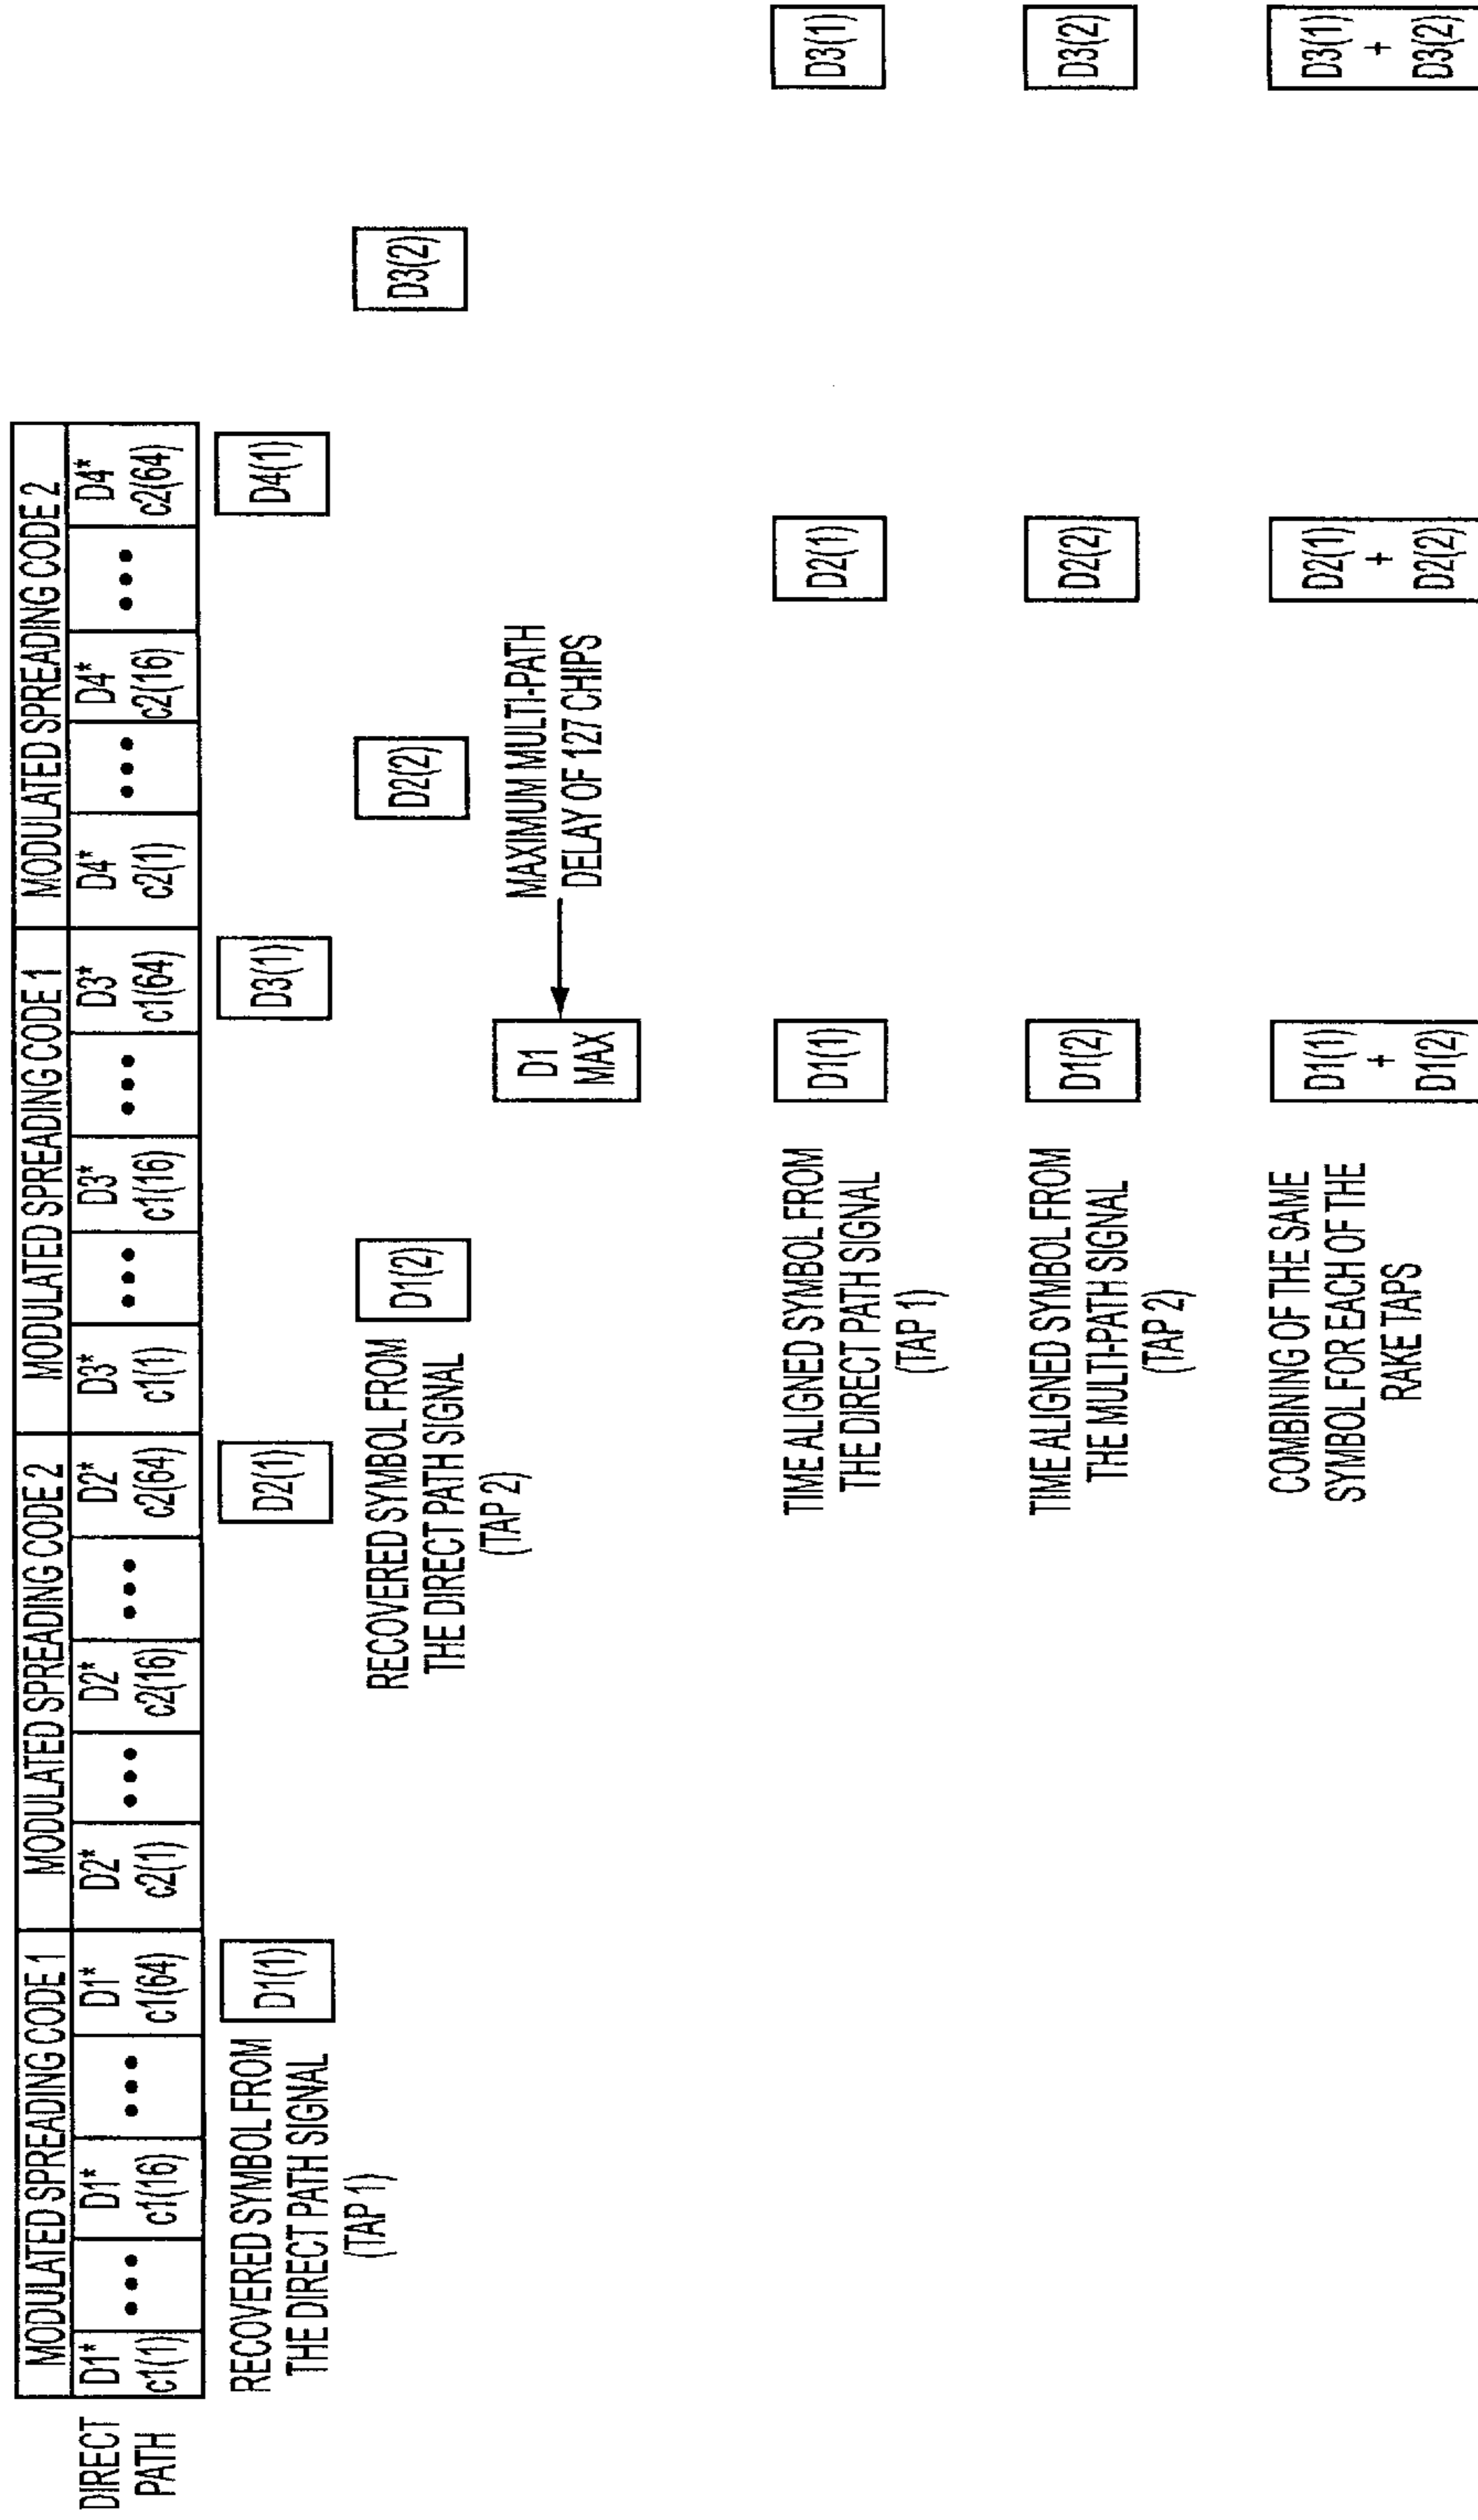 MODULATED SPREADING CODE 1 MODULATED SPREADING CODE 2 MODULATED SPREADING CODE 1 MODULATED SPREADING CODE 2
DIRECT PATH
D1* c1(1)
•••
D1* c1(16)
•••
D1* c1(64)
D2* c2(1)
•••
D2* c2(16)
•••
D2* c2(64)
D3* c1(1)
•••
D3* c1(16)
•••
D3* c1(64)
D4* c2(1)
•••
D4* c2(16)
•••
D4* c2(64)
RECOVERED SYMBOL FROM
THE DIRECT PATH SIGNAL
(TAP 1)
D1(1)
D2(1)
D3(1)
D4(1)
RECOVERED SYMBOL FROM
THE DIRECT PATH SIGNAL
(TAP 2)
D1(2)
D2(2)
D3(2)
D1
MAX
MAXIMUM MULTI-PATH
DELAY OF 127 CHIPS
TIME ALIGNED SYMBOL FROM
THE DIRECT PATH SIGNAL
(TAP 1)
D1(1)
D2(1)
D3(1)
TIME ALIGNED SYMBOL FROM
THE MULTI-PATH SIGNAL
(TAP 2)
D1(2)
D2(2)
D3(2)
COMBINING OF THE SAME
SYMBOL FOR EACH OF THE
RAKE TAPS
D1(1)
+
D1(2)
D2(1)
+
D2(2)
D3(1)
+
D3(2)